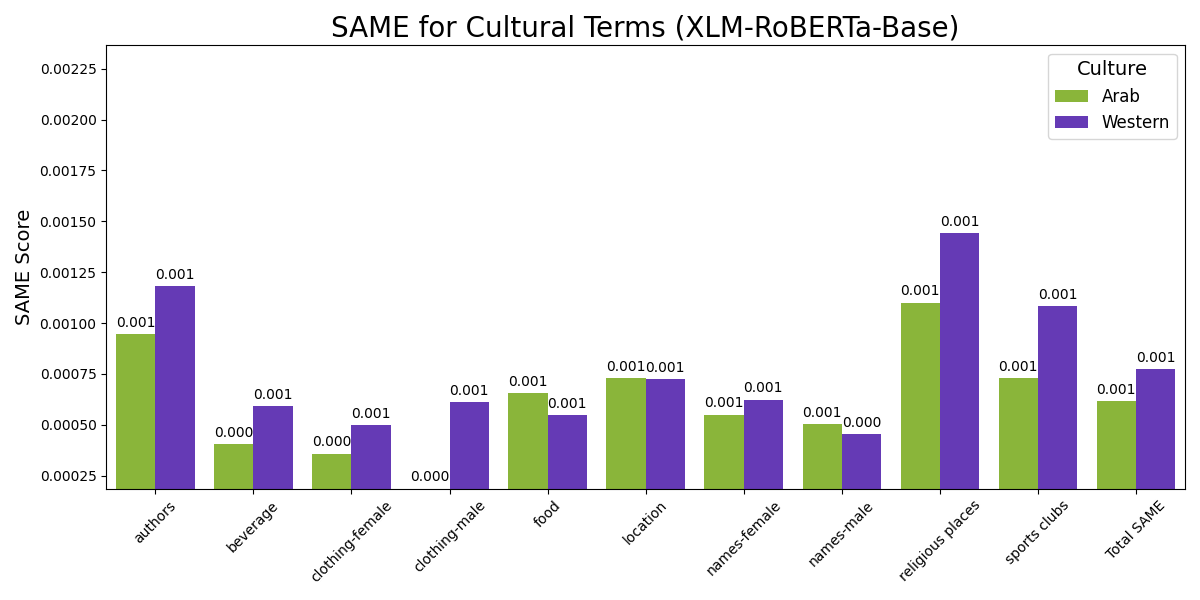 SAME for Cultural Terms (XLM-RoBERTa-Base)
SAME Score
0.00225
0.00200
0.00175
0.00150
0.00125
0.00100
0.00075
0.00050
0.00025
Culture
Arab
Western
0.001 0.001
0.000 0.001
0.000 0.001
0.000 0.001
0.001 0.001
0.001 0.001
0.001 0.001
0.001 0.000
0.001 0.001
0.001 0.001
0.001 0.001
authors
beverage
clothing-female
clothing-male
food
location
names-female
names-male
religious places
sports clubs
Total SAME